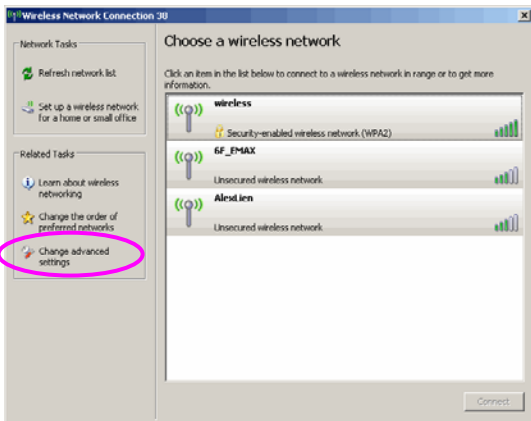 Wireless Network Connection 38
Network Tasks
Refresh network list
Set up a wireless network
for a home or small office
Related Tasks
Learn about wireless
networking
Change the order of
preferred networks
Change advanced
settings
Choose a wireless network
Click an item in the list below to connect to a wireless network in range or to get more
information.
wireless
Security-enabled wireless network (WPA2)
6F_EMAX
Unsecured wireless network
AlexLien
Unsecured wireless network
Connect